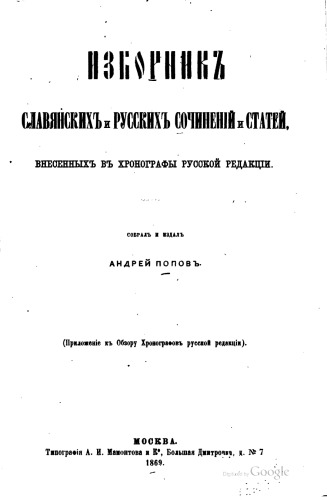 ИЗБОРНИКЪ
СЛАВЯНСКИХЪ и РУССКИХЪ СОЧИНЕНІЙ и СТАТЕЙ,
ВНЕСЕННЫХЪ ВЪ ХРОНОГРАФЫ РУССКОЙ РЕДАКЦІИ.
СОБРАЛЪ И ИЗДАЛЪ
АНДРЕЙ ПОПОВЪ.
(Приложеніе къ Обзору Хронографовъ русской редакціи).
МОСКВА.
Типографія А. И. Мамонтова и К°, Большая Дмитровка, д. № 7
1869.
Digitized by Google